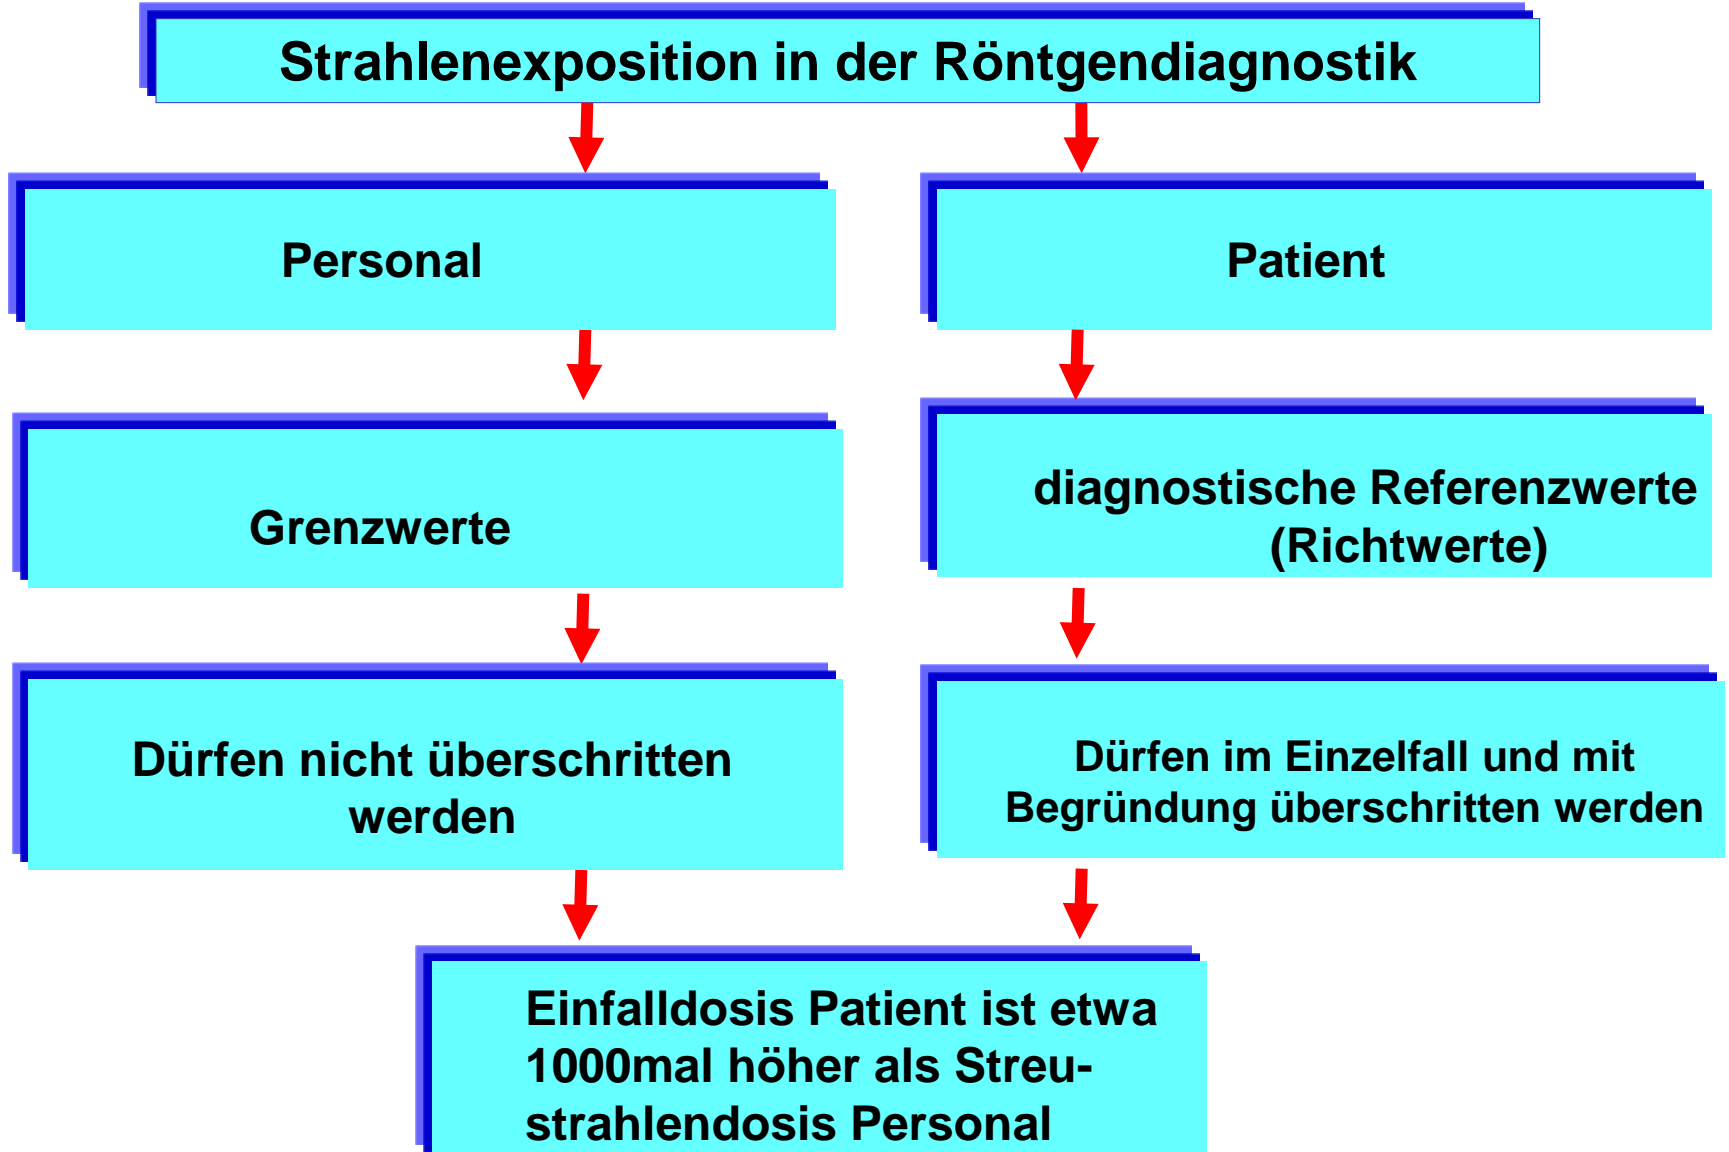 Strahlenexposition in der Röntgendiagnostik
Personal
Patient
Grenzwerte
diagnostische Referenzwerte
(Richtwerte)
Dürfen nicht überschritten
werden
Dürfen im Einzelfall und mit
Begründung überschritten werden
Einfalldosis Patient ist etwa
1000mal höher als Streu-
strahlendosis Personal